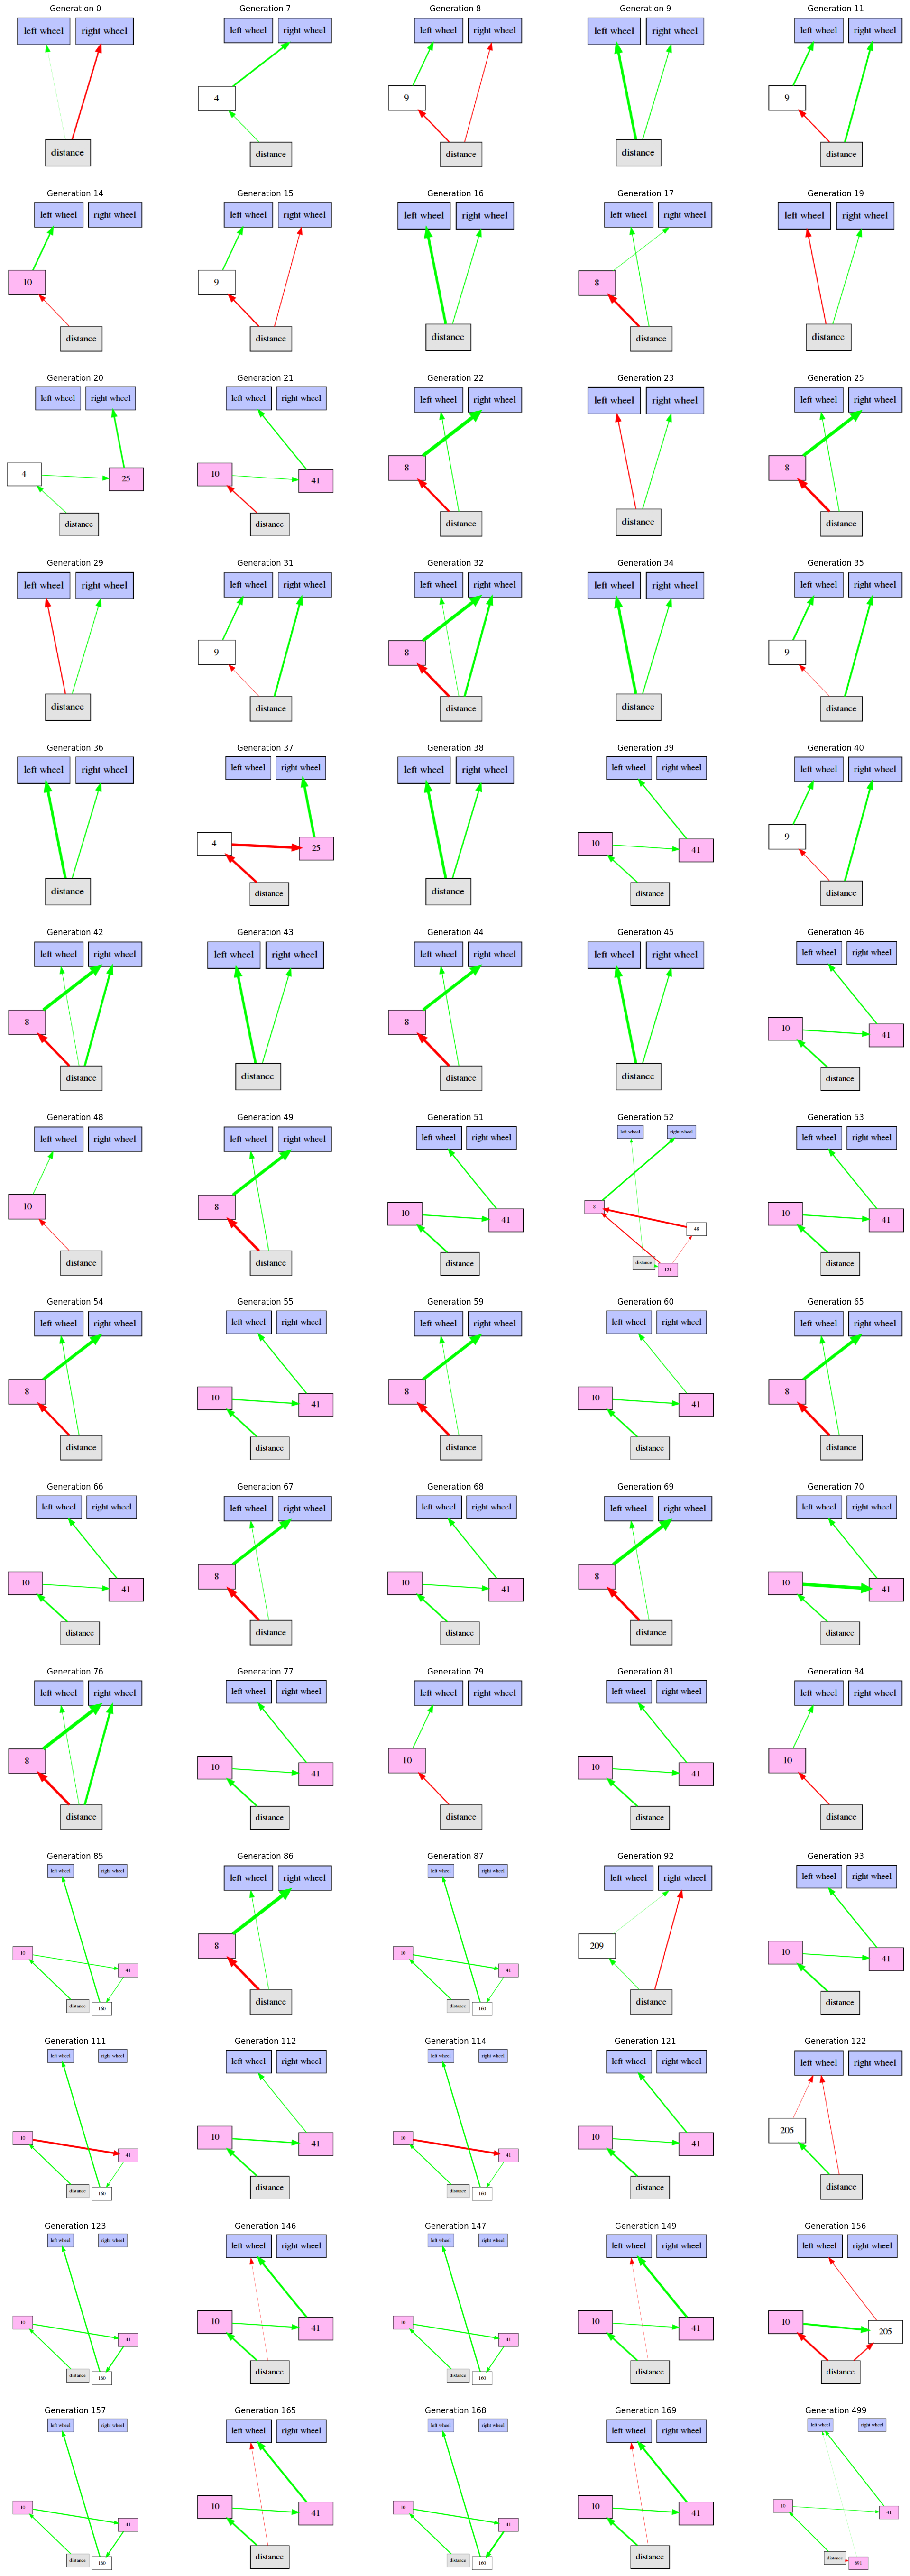 Generation 0
left wheel right wheel
distance
Generation 7
left wheel right wheel
4
distance
Generation 8
left wheel right wheel
9
distance
Generation 9
left wheel right wheel
distance
Generation 11
left wheel right wheel
9
distance
Generation 14
left wheel right wheel
10
distance
Generation 15
left wheel right wheel
9
distance
Generation 16
left wheel right wheel
distance
Generation 17
left wheel right wheel
8
distance
Generation 19
left wheel right wheel
distance
Generation 20
left wheel right wheel
4 25
distance
Generation 21
left wheel right wheel
10 41
distance
Generation 22
left wheel right wheel
8
distance
Generation 23
left wheel right wheel
distance
Generation 25
left wheel right wheel
8
distance
Generation 29
left wheel right wheel
distance
Generation 31
left wheel right wheel
9
distance
Generation 32
left wheel right wheel
8
distance
Generation 34
left wheel right wheel
distance
Generation 35
left wheel right wheel
9
distance
Generation 36
left wheel right wheel
distance
Generation 37
left wheel right wheel
4 25
distance
Generation 38
left wheel right wheel
distance
Generation 39
left wheel right wheel
10 41
distance
Generation 40
left wheel right wheel
9
distance
Generation 42
left wheel right wheel
8
distance
Generation 43
left wheel right wheel
distance
Generation 44
left wheel right wheel
8
distance
Generation 45
left wheel right wheel
distance
Generation 46
left wheel right wheel
10 41
distance
Generation 48
left wheel right wheel
10
distance
Generation 49
left wheel right wheel
8
distance
Generation 51
left wheel right wheel
10 41
distance
Generation 52
left wheel right wheel
8
distance 121
Generation 53
left wheel right wheel
10 41
distance
Generation 54
left wheel right wheel
8
distance
Generation 55
left wheel right wheel
10 41
distance
Generation 59
left wheel right wheel
8
distance
Generation 60
left wheel right wheel
10 41
distance
Generation 65
left wheel right wheel
8
distance
Generation 66
left wheel right wheel
10 41
distance
Generation 67
left wheel right wheel
8
distance
Generation 68
left wheel right wheel
10 41
distance
Generation 69
left wheel right wheel
8
distance
Generation 70
left wheel right wheel
10 41
distance
Generation 76
left wheel right wheel
8
distance
Generation 77
left wheel right wheel
10 41
distance
Generation 79
left wheel right wheel
10
distance
Generation 81
left wheel right wheel
10 41
distance
Generation 84
left wheel right wheel
10
distance
Generation 85
left wheel right wheel
10 41
distance 160
Generation 86
left wheel right wheel
8
distance
Generation 87
left wheel right wheel
10 41
distance 160
Generation 92
left wheel right wheel
209
distance
Generation 93
left wheel right wheel
10 41
distance
Generation 111
left wheel right wheel
10 41
distance 160
Generation 112
left wheel right wheel
10 41
distance
Generation 114
left wheel right wheel
10 41
distance 160
Generation 121
left wheel right wheel
10 41
distance
Generation 122
left wheel right wheel
205
distance
Generation 123
left wheel right wheel
10 41
distance 160
Generation 146
left wheel right wheel
10 41
distance
Generation 147
left wheel right wheel
10 41
distance 160
Generation 149
left wheel right wheel
10 41
distance
Generation 156
left wheel right wheel
10 205
distance
Generation 157
left wheel right wheel
10 41
distance 160
Generation 165
left wheel right wheel
10 41
distance
Generation 168
left wheel right wheel
10 41
distance 160
Generation 169
left wheel right wheel
10 41
distance
Generation 499
left wheel right wheel
10 41
distance